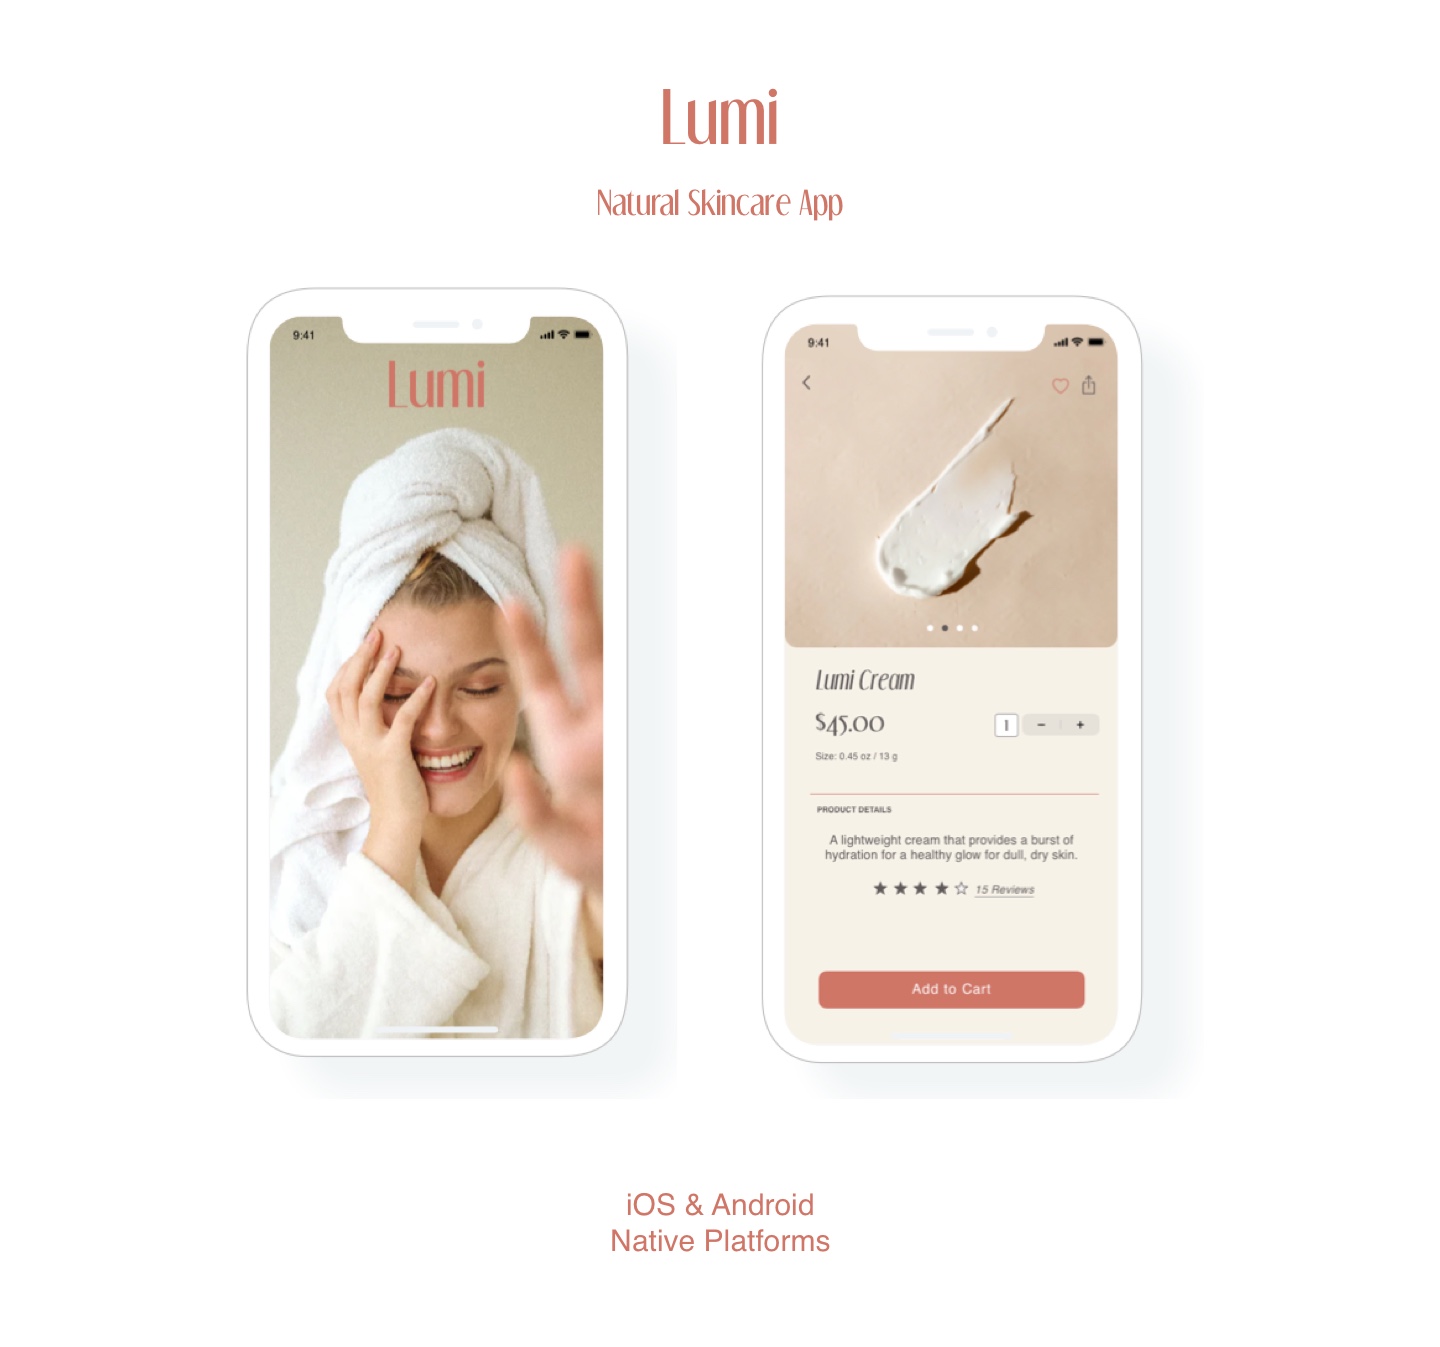 Lumi
Natural Skincare App
9:41
Lumi
9:41
Lumi Cream
$45.00
1 - +
Size: 0.45 oz / 13 g
PRODUCT DETAILS
A lightweight cream that provides a burst of
hydration for a healthy glow for dull, dry skin.
15 Reviews
Add to Cart
iOS & Android
Native Platforms